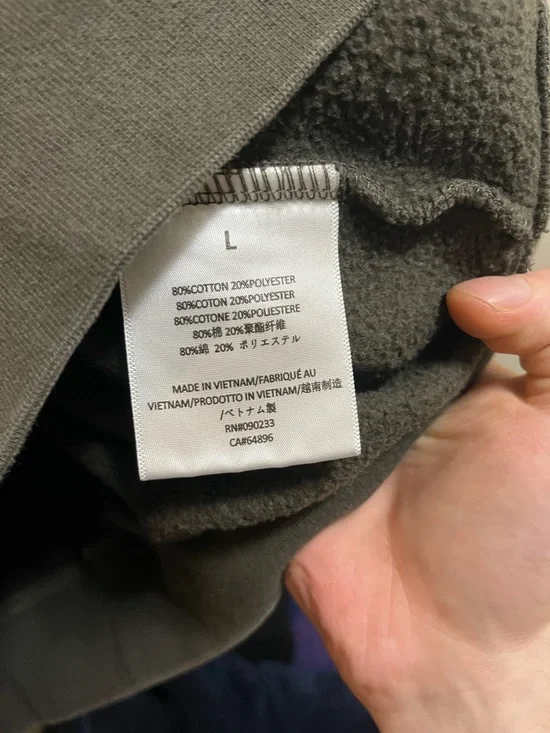 L
80%COTTON 20%POLYESTER
80%COTON 20%POLYESTER
80%COTONE 20%POLIESTERE
80%棉 20%聚酯纤维
80%綿 20% ポリエステル
MADE IN VIETNAM/FABRIQUÉ AU
VIETNAM/PRODOTTO IN VIETNAM/越南制造
/ベトナム製
RN#090233
CA#64896